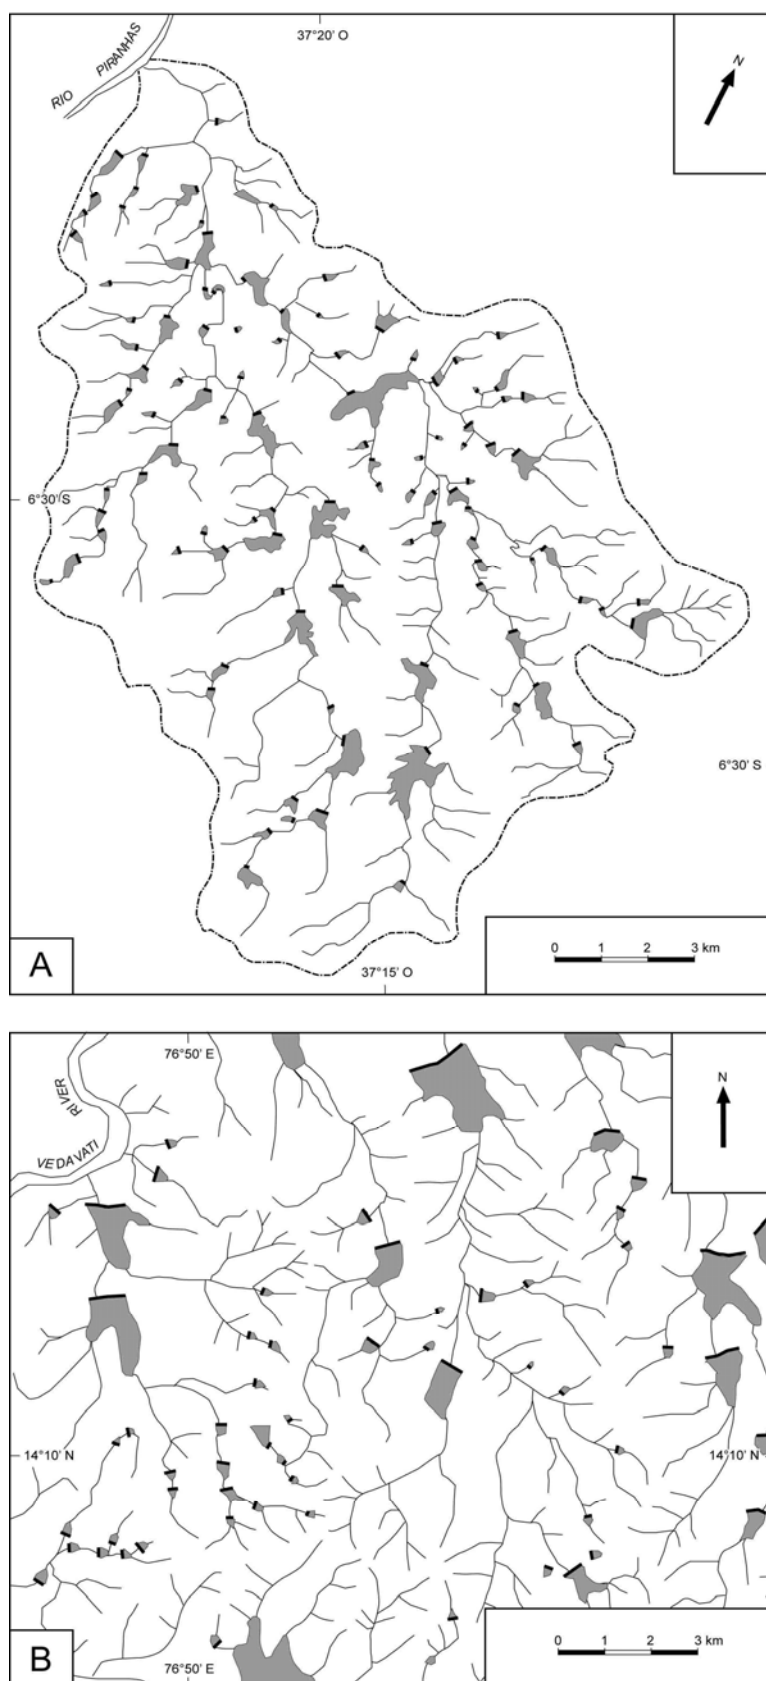 37°20' O
N
RIO PIRANHAS
6°30' S
6°30' S
0 1 2 3 km
A
37°15' O
76°50' E
N
VEDAVATI RIVER
14°10' N
14°10' N
0 1 2 3 km
B
76°50' E